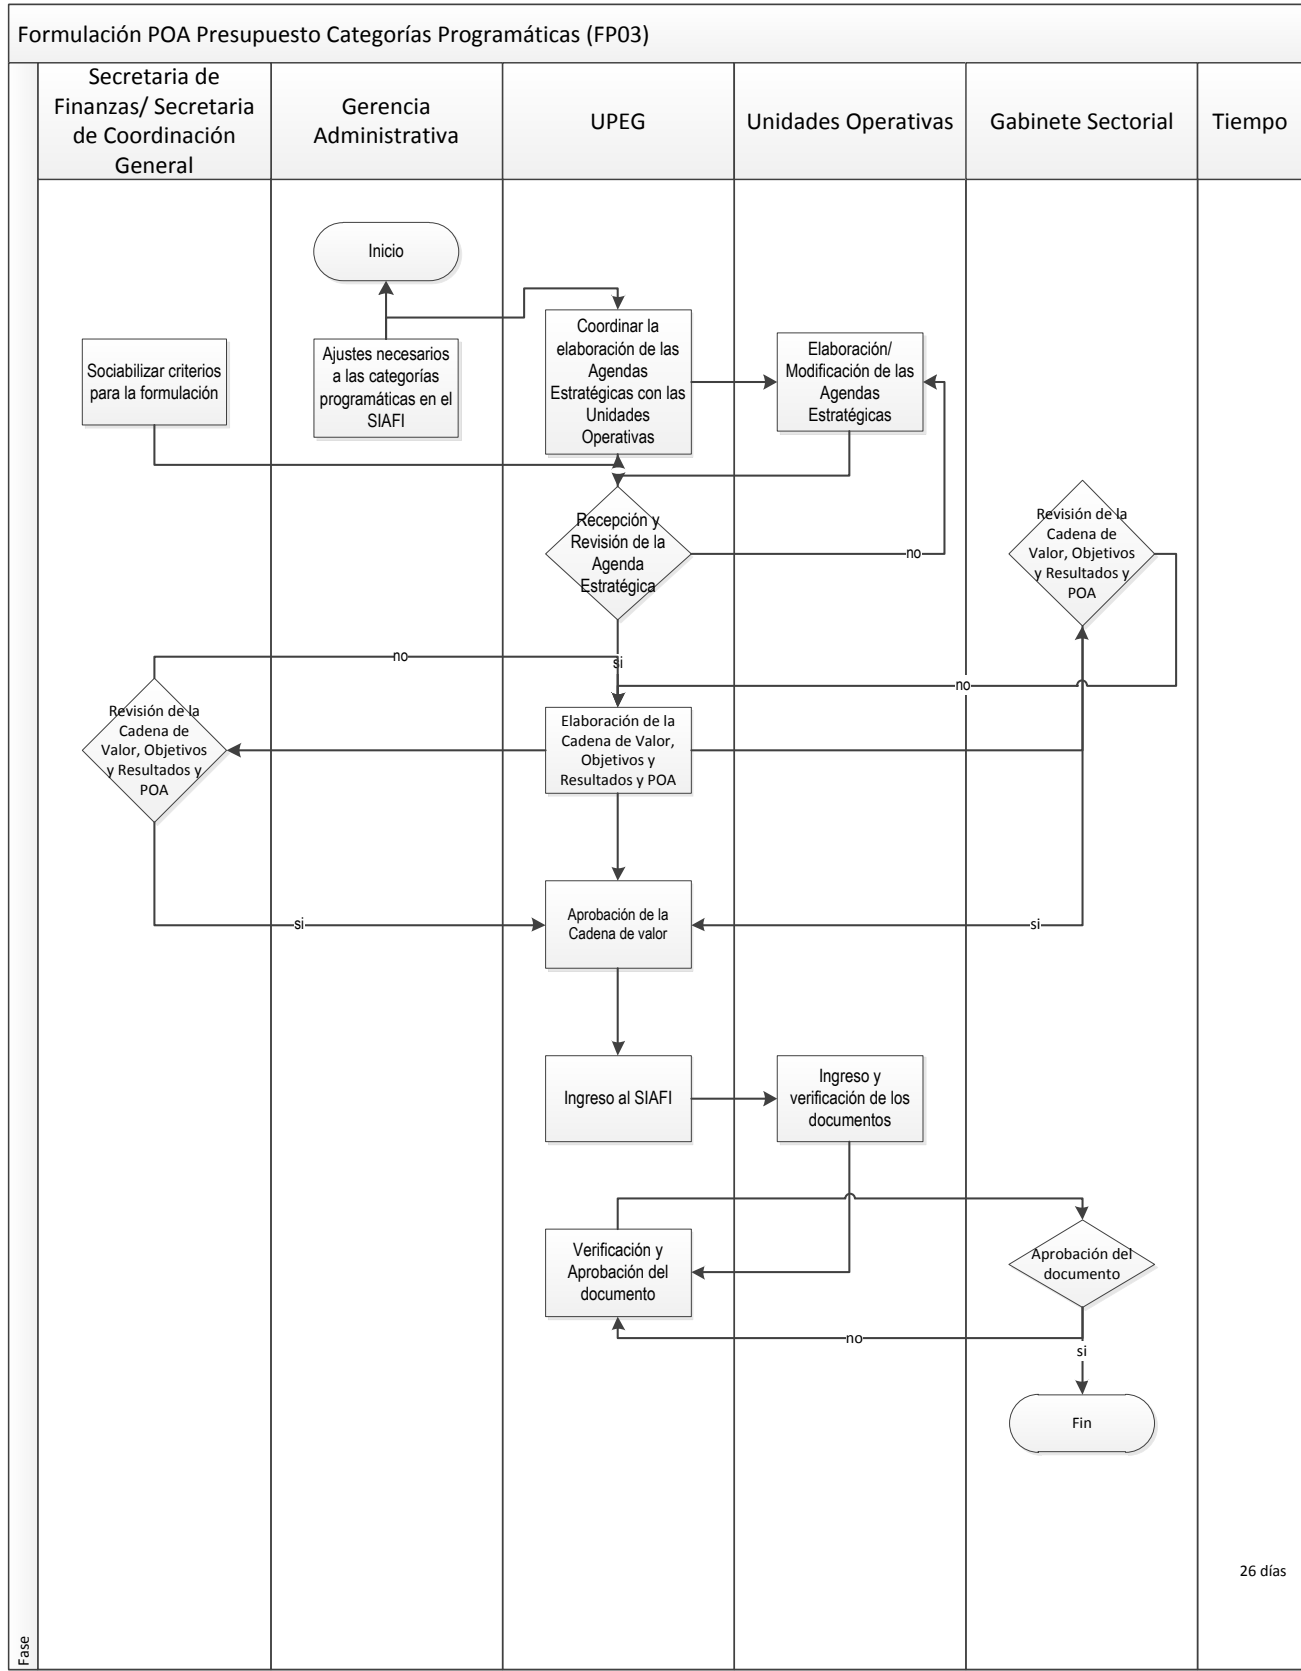 Formulación POA Presupuesto Categorías Programáticas (FP03)
Secretaria de
Finanzas/ Secretaria
de Coordinación
General
Gerencia
Administrativa
UPEG
Unidades Operativas
Gabinete Sectorial
Tiempo
Inicio
Sociabilizar criterios
para la formulación
Ajustes necesarios
a las categorías
programáticas en el
SIAFI
Coordinar la
elaboración de las
Agendas
Estratégicas con las
Unidades
Operativas
Elaboración/
Modificación de las
Agendas
Estratégicas
Recepción y
Revisión de la
Agenda
Estratégica
no
Revisión de la
Cadena de
Valor, Objetivos
y Resultados y
POA
no
si
no
Revisión de la
Cadena de
Valor, Objetivos
y Resultados y
POA
Elaboración de la
Cadena de Valor,
Objetivos y
Resultados y POA
si
Aprobación de la
Cadena de valor
si
Ingreso al SIAFI
Ingreso y
verificación de los
documentos
Verificación y
Aprobación del
documento
Aprobación del
documento
no
si
Fin
26 días
Fase